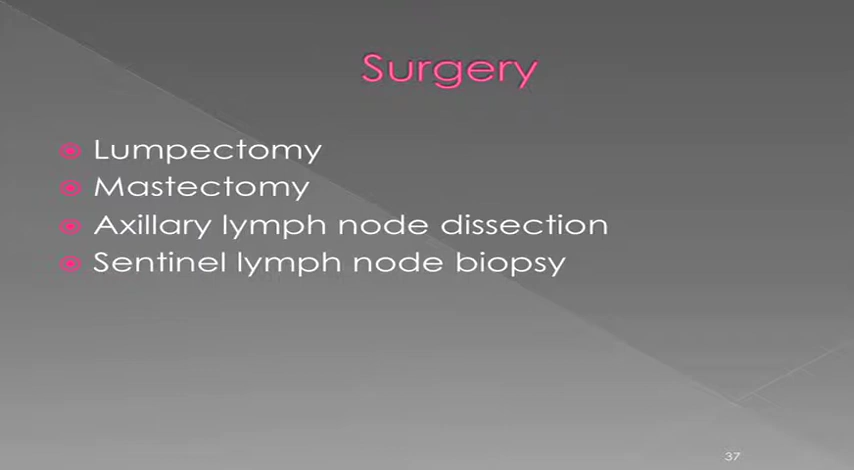 Surgery
Lumpectomy
Mastectomy
Axillary lymph node dissection
Sentinel lymph node biopsy
37